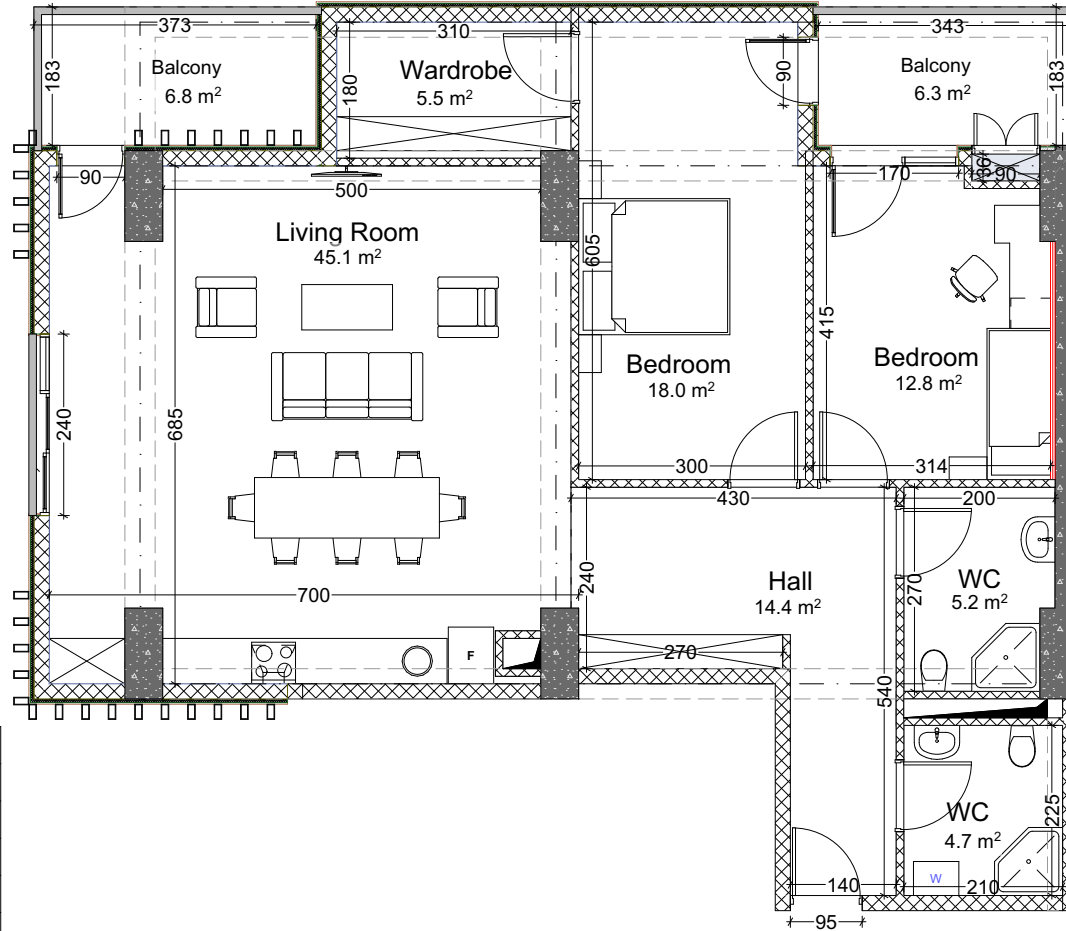 373
310
343
183
Balcony
6.8 m²
180
Wardrobe
5.5 m²
90
Balcony
6.3 m²
183
90
500
170
36
90
Living Room
45.1 m²
605
415
Bedroom
18.0 m²
Bedroom
12.8 m²
240
685
300
314
430
200
240
270
Hall
14.4 m²
WC
5.2 m²
700
270
F
540
WC
4.7 m²
225
W
140
210
95